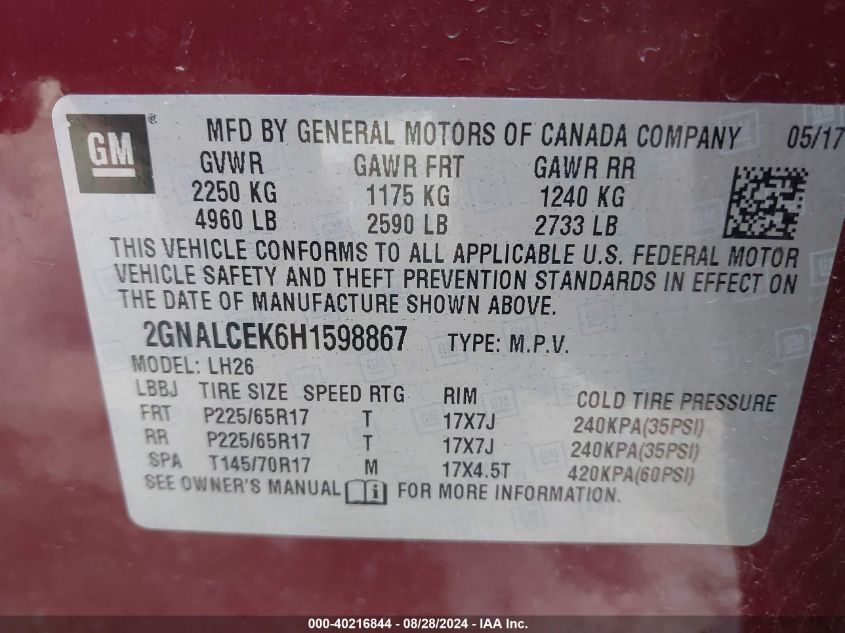 GM ®
MFD BY GENERAL MOTORS OF CANADA COMPANY 05/17
GVWR GAWR FRT GAWR RR
2250 KG 1175 KG 1240 KG
4960 LB 2590 LB 2733 LB
THIS VEHICLE CONFORMS TO ALL APPLICABLE U.S. FEDERAL MOTOR
VEHICLE SAFETY AND THEFT PREVENTION STANDARDS IN EFFECT ON
THE DATE OF MANUFACTURE SHOWN ABOVE.
2GNALCEK6H1598867 TYPE: M.P.V.
MODEL: LH26
LBBJ TIRE SIZE SPEED RTG RIM COLD TIRE PRESSURE
FRT P225/65R17 T 17X7J 240KPA(35PSI)
RR P225/65R17 T 17X7J 240KPA(35PSI)
SPA T145/70R17 M 17X4.5T 420KPA(60PSI)
SEE OWNER'S MANUAL i FOR MORE INFORMATION.
000-40216844 - 08/28/2024 - IAA Inc.